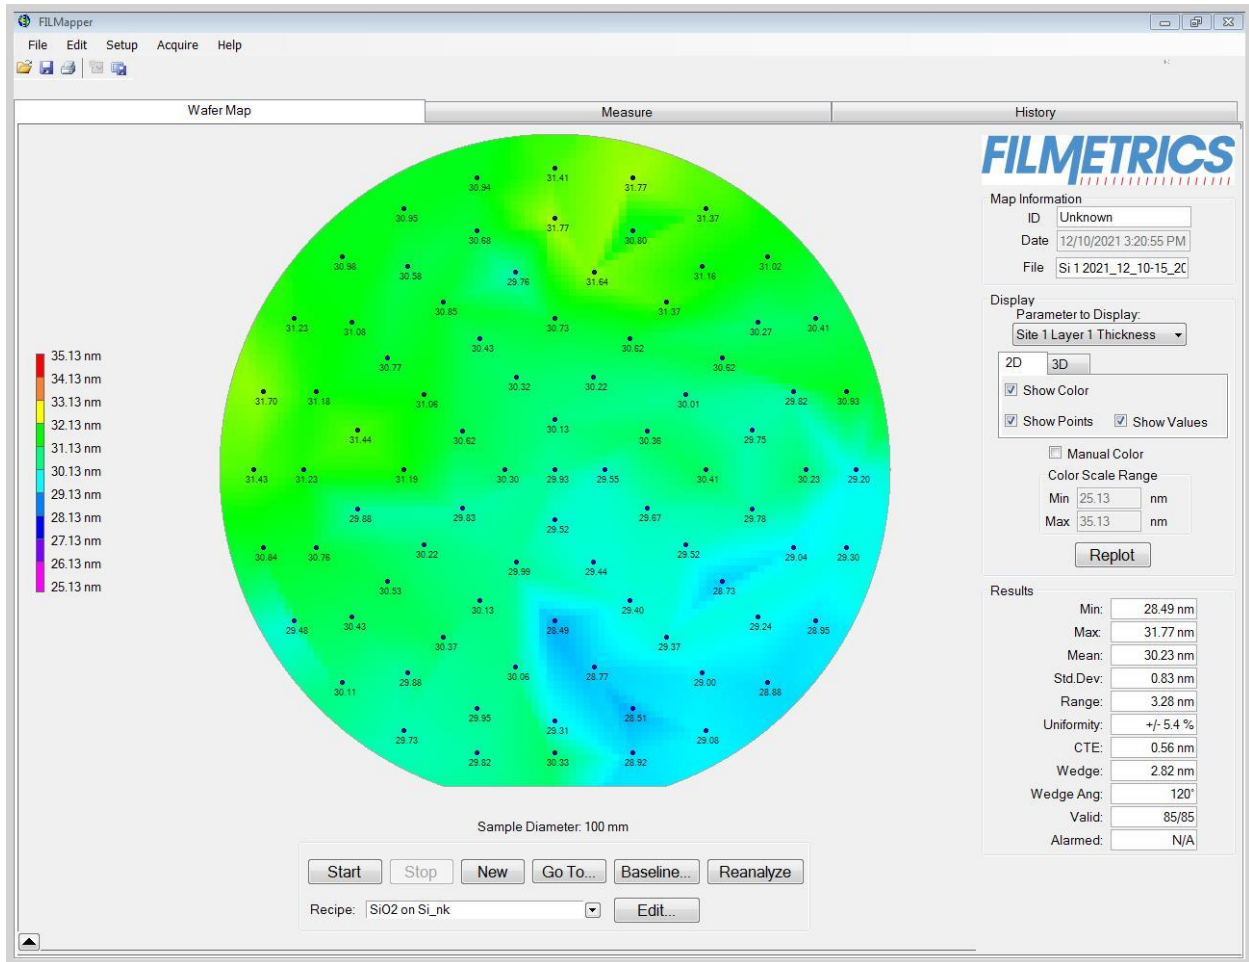 FILMapper
File Edit Setup Acquire Help
Wafer Map Measure History
FILMETRICS
Map Information
ID Unknown
Date 12/10/2021 3:20:55 PM
File Si 1 2021_12_10-15_20
Display
Parameter to Display:
Site 1 Layer 1 Thickness
2D 3D
Show Color
Show Points Show Values
Manual Color
Color Scale Range
Min 25.13 nm
Max 35.13 nm
Replot
Results
Min: 28.49 nm
Max: 31.77 nm
Mean: 30.23 nm
Std.Dev: 0.83 nm
Range: 3.28 nm
Uniformity: +/- 5.4 %
CTE: 0.56 nm
Wedge: 2.82 nm
Wedge Ang: 120°
Valid: 85/85
Alarmed: N/A
35.13 nm
34.13 nm
33.13 nm
32.13 nm
31.13 nm
30.13 nm
29.13 nm
28.13 nm
27.13 nm
26.13 nm
25.13 nm
30.94 31.41 31.77
30.95 31.77 31.37
30.68 30.80
30.98 30.58 29.76 31.64 31.16 31.02
30.85 31.37
31.23 31.08 30.73 30.27 30.41
30.43 30.62
30.77 30.62
30.32 30.22
31.70 31.18 31.06 30.01 29.82 30.93
30.13
31.44 30.62 30.36 29.75
31.43 31.23 31.19 30.30 29.93 29.55 30.41 30.23 29.20
29.88 29.83 29.52 29.67 29.78
30.84 30.76 30.22 29.52 29.04 29.30
29.99 29.44
30.53 28.73
30.13 29.40
29.48 30.43 28.49 29.24 28.95
30.37 29.37
30.11 29.88 30.06 28.77 29.00 28.88
29.95 28.51
29.73 29.31 29.08
29.82 30.33 28.92
Sample Diameter: 100 mm
Start Stop New Go To... Baseline... Reanalyze
Recipe: SiO2 on Si_nk Edit...